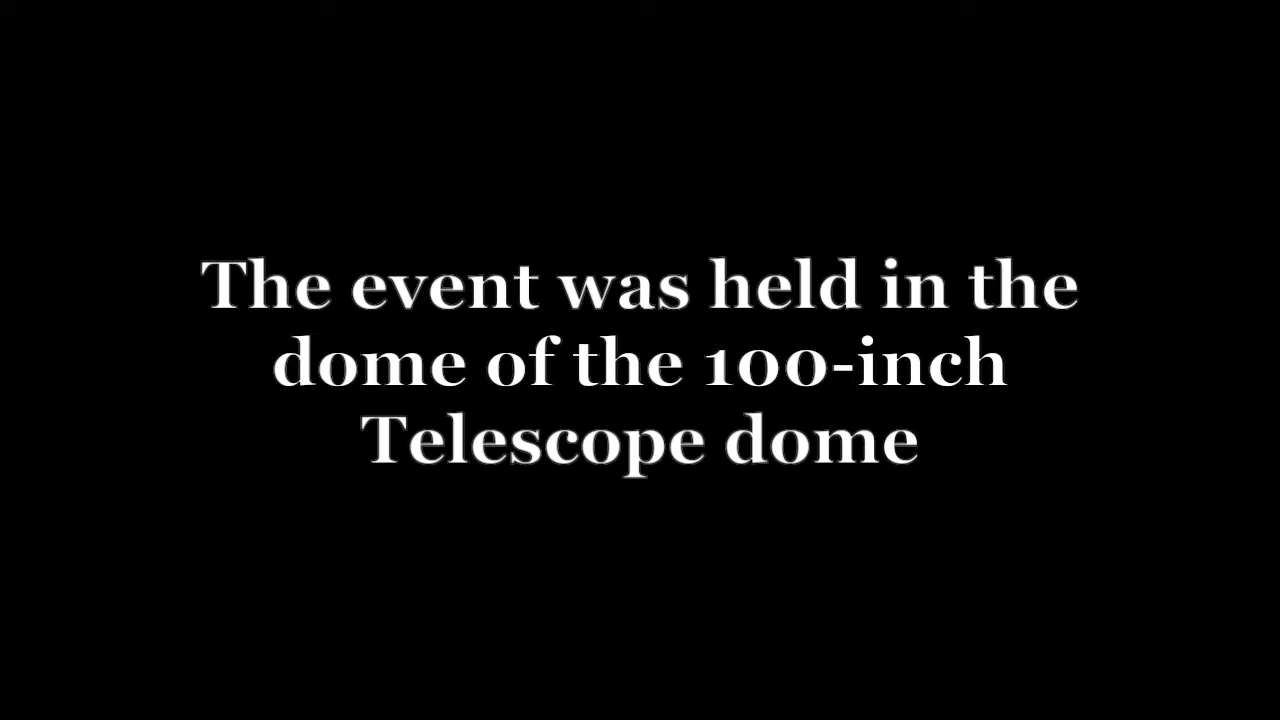 The event was held in the
dome of the 100-inch
Telescope dome